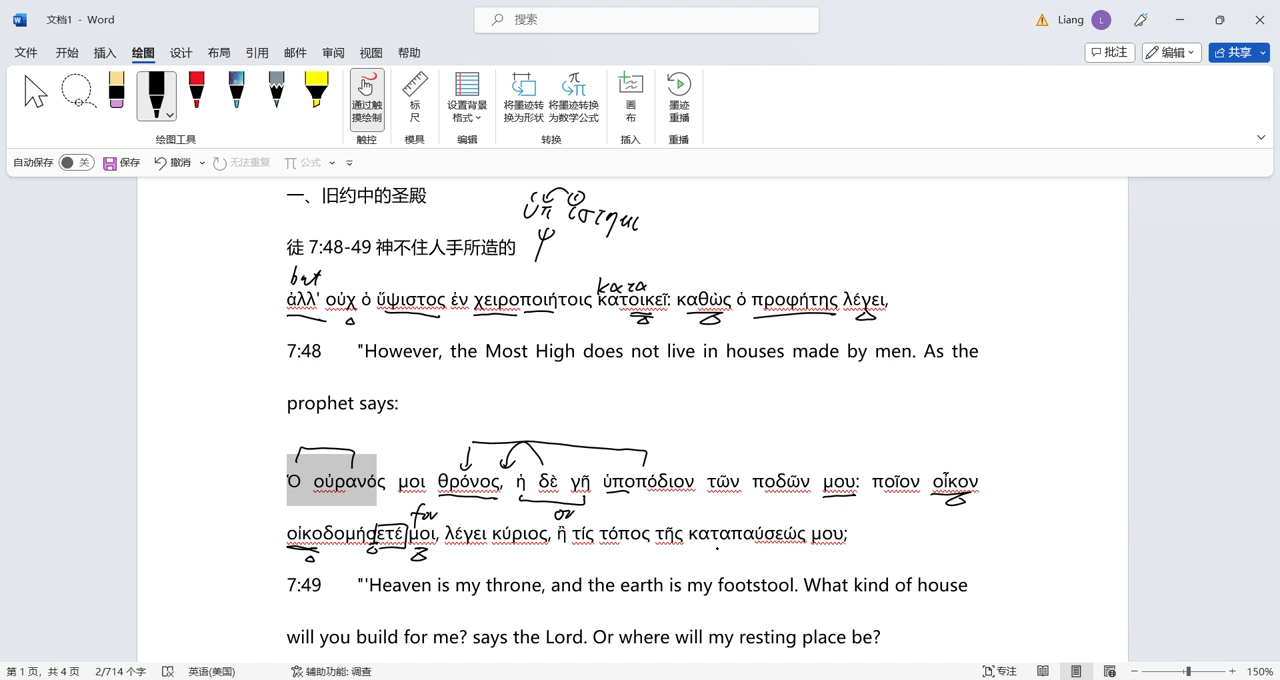 文档1 - Word
搜索
Liang L
文件 开始 插入 绘图 设计 布局 引用 邮件 审阅 视图 帮助
批注 编辑 共享
通过触摸绘制 标尺 设置背景格式 将墨迹转换为形状 将墨迹转换为数学公式 画布 墨迹重播
绘图工具 触控 模具 编辑 转换 插入 重播
自动保存 关 保存 撤消 无法重复 公式
一、旧约中的圣殿
υπ ιστημι
ψ
徒 7:48-49 神不住人手所造的
but κατα
ἀλλ' οὐχ ὁ ὕψιστος ἐν χειροποιήτοις κατοικεῖ: καθὼς ὁ προφήτης λέγει,
7:48 "However, the Most High does not live in houses made by men. As the
prophet says:
Ὁ οὐρανός μοι θρόνος, ἡ δὲ γῆ ὑποπόδιον τῶν ποδῶν μου: ποῖον οἶκον
for or
οἰκοδομήσετέ μοι, λέγει κύριος, ἢ τίς τόπος τῆς καταπαύσεώς μου;
7:49 "'Heaven is my throne, and the earth is my footstool. What kind of house
will you build for me? says the Lord. Or where will my resting place be?
第 1 页，共 4 页 2/714 个字 英语(美国) 辅助功能: 调查 专注 150%